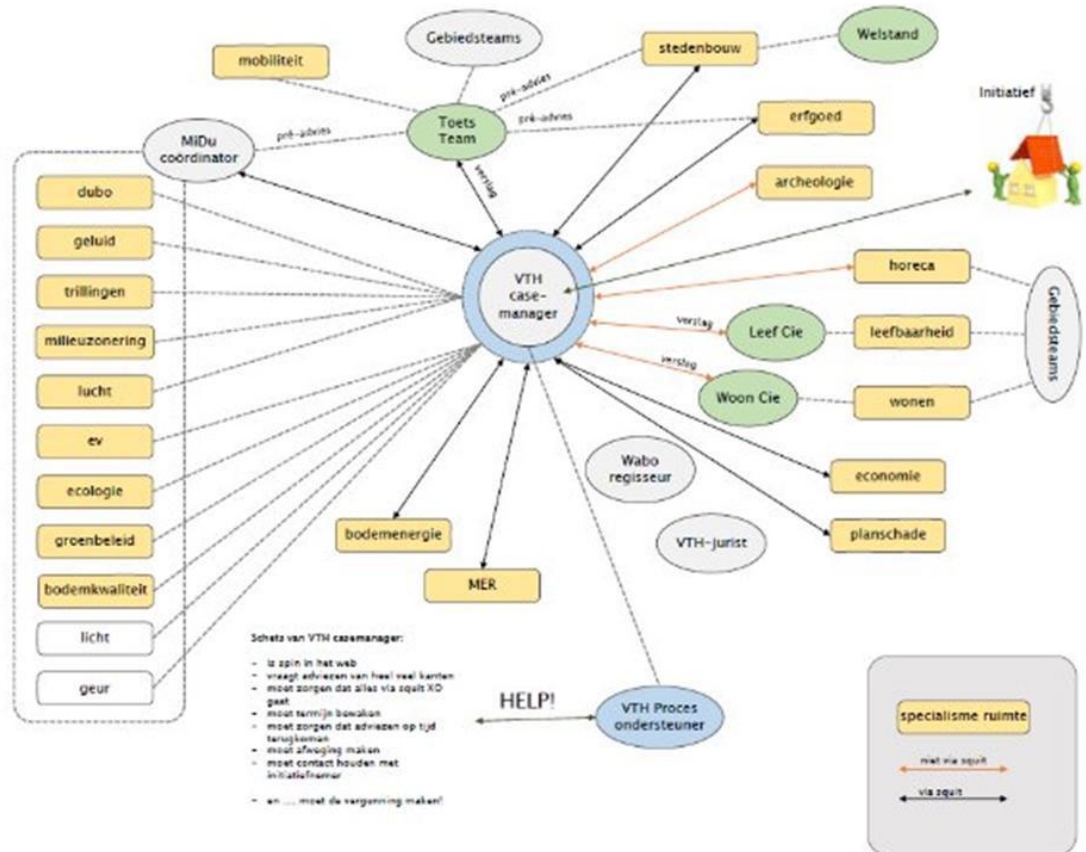 Gebiedsteams
mobiliteit
stedenbouw
Welstand
pré-advies
Toets
Team
pré-advies
pré-advies
erfgoed
Initiatief
MiDu
coördinator
verslag
archeologie
dubo
geluid
trillingen
milieuzonering
lucht
ev
ecologie
groenbeleid
bodemkwaliteit
licht
geur
VTH
case-
manager
horeca
verslag
Leef Cie
leefbaarheid
verslag
Woon Cie
wonen
Gebiedsteams
Wabo
regisseur
economie
VTH-jurist
planschade
bodemenergie
MER
Schets van VTH casemanager:
- is spin in het web
- vraagt adviezen van heel veel kanten
- moet zorgen dat alles via squit XO
gaat
- moet termijn bewaken
- moet zorgen dat adviezen op tijd
terugkomen
- moet afweging maken
- moet contact houden met
initiatiefnemer
- en .... moet de vergunning maken!
HELP!
VTH Proces
ondersteuner
specialisme ruimte
niet via squit
via squit